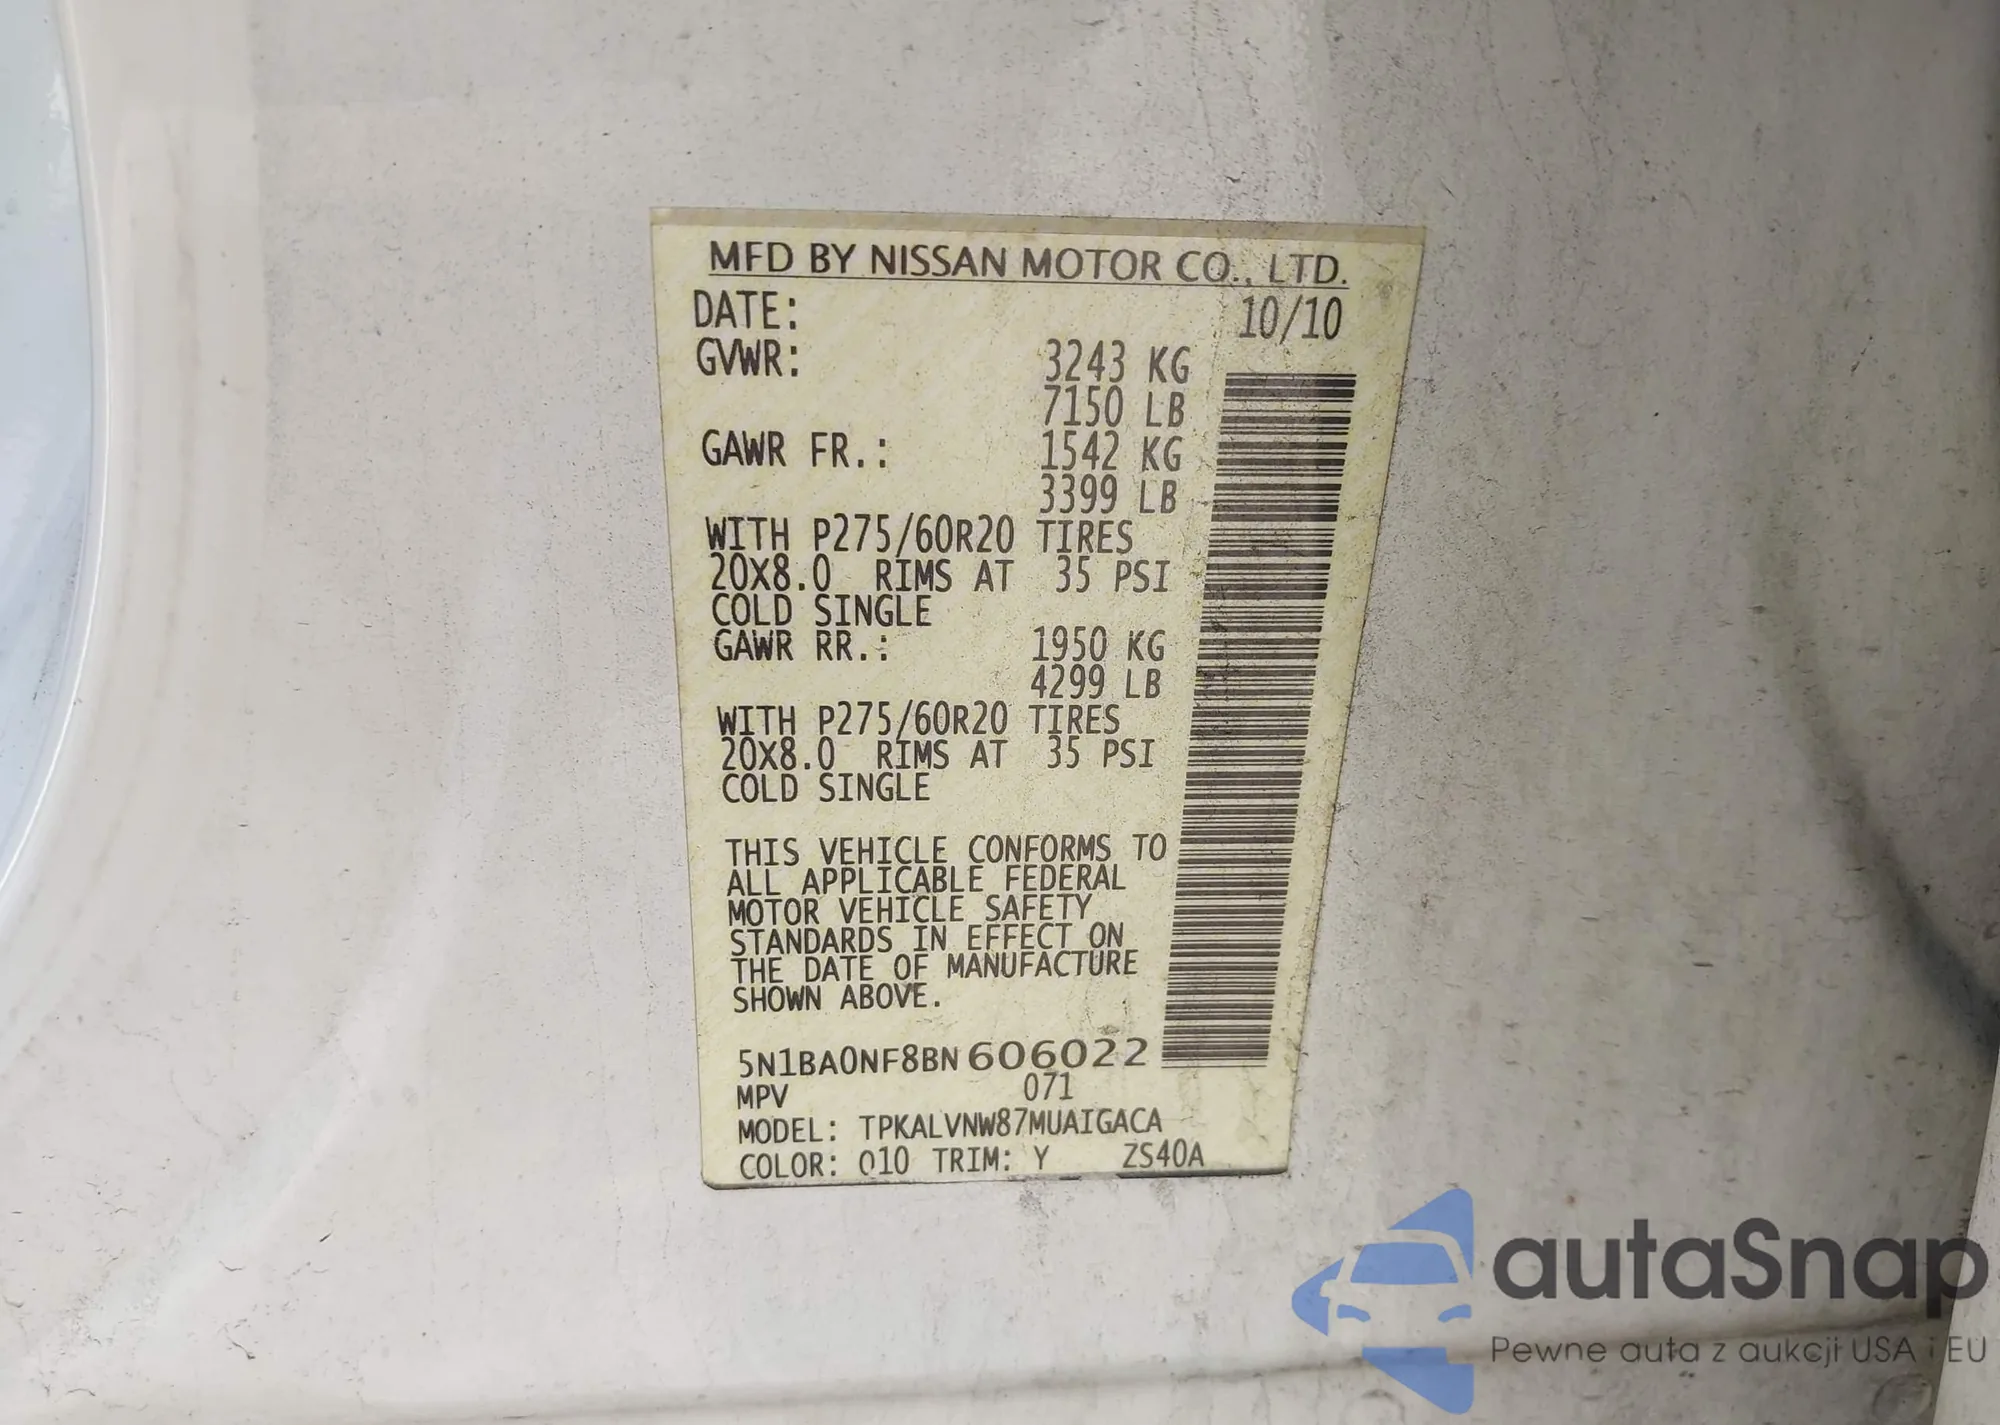 MFD BY NISSAN MOTOR CO., LTD.
DATE: 10/10
GVWR: 3243 KG
7150 LB
GAWR FR.: 1542 KG
3399 LB
WITH P275/60R20 TIRES
20X8.0 RIMS AT 35 PSI
COLD SINGLE
GAWR RR.: 1950 KG
4299 LB
WITH P275/60R20 TIRES
20X8.0 RIMS AT 35 PSI
COLD SINGLE
THIS VEHICLE CONFORMS TO
ALL APPLICABLE FEDERAL
MOTOR VEHICLE SAFETY
STANDARDS IN EFFECT ON
THE DATE OF MANUFACTURE
SHOWN ABOVE.
5N1BA0NF8BN606022
MPV 071
MODEL: TPKALVNW87MUAIGACA
COLOR: Q10 TRIM: Y ZS40A
autaSnap
Pewne auta z aukcji USA i EU